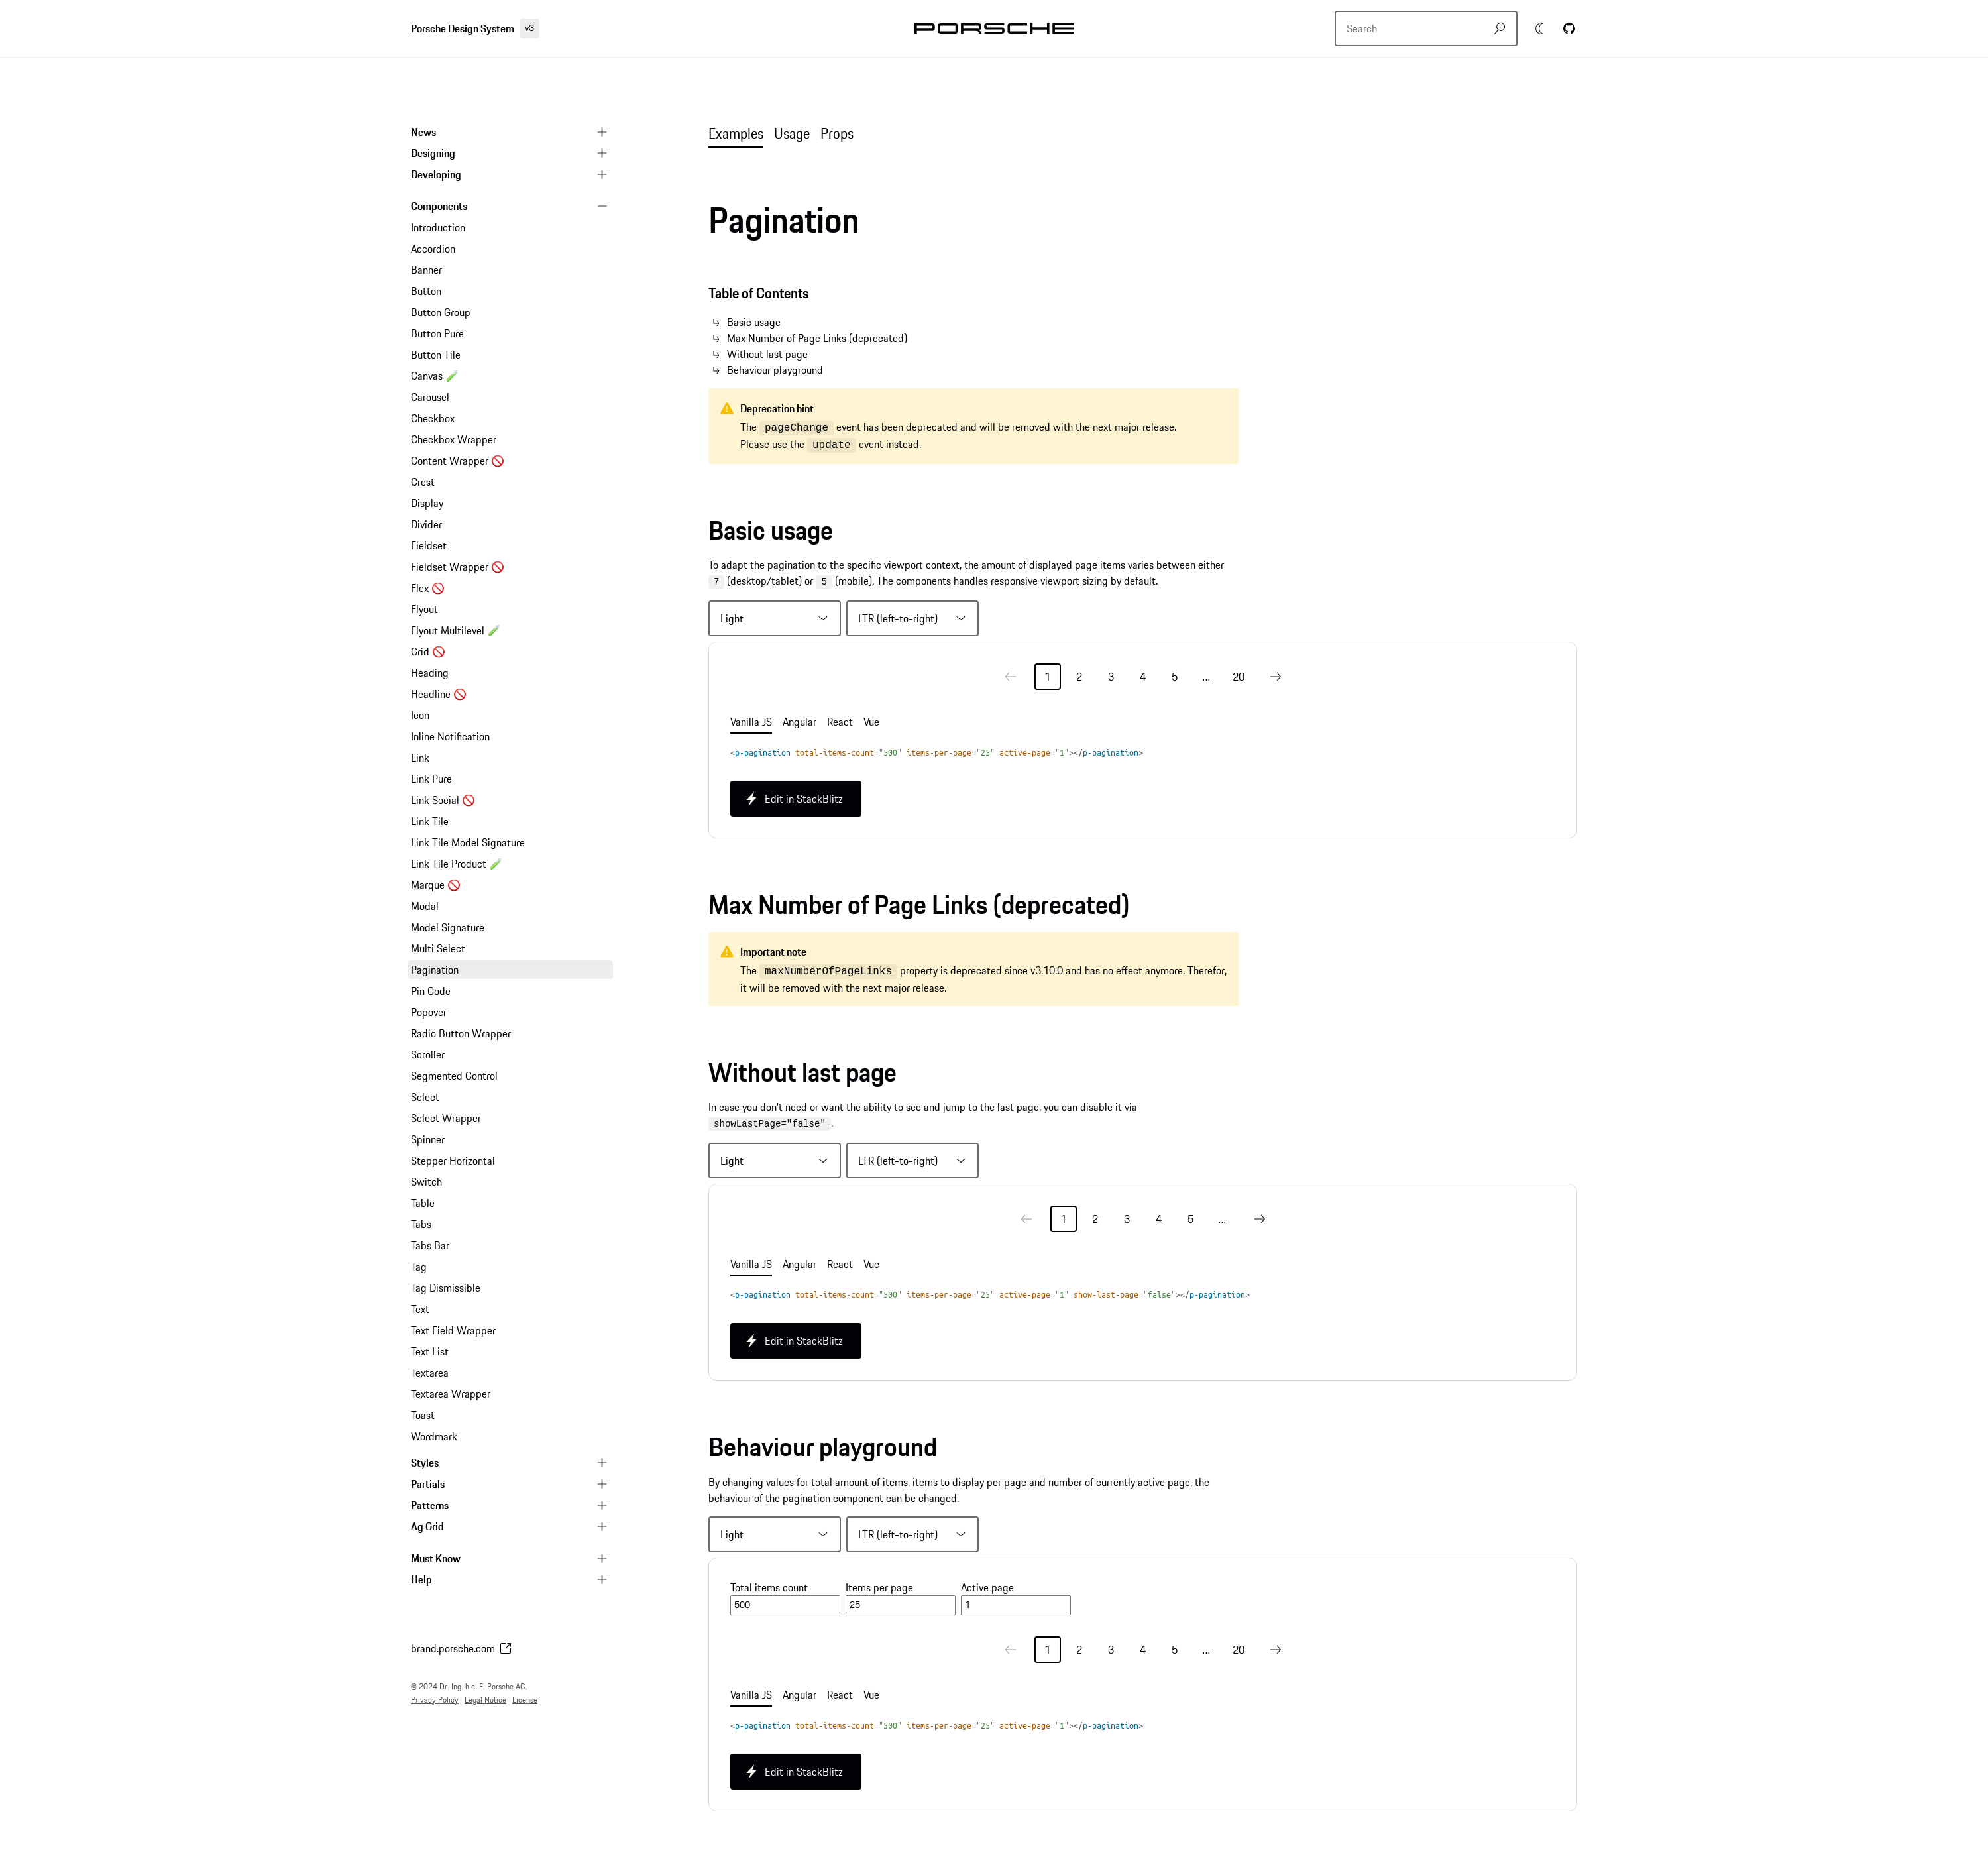 Porsche Design System v3
PORSCHE
Search
News
Designing
Developing
Components
Introduction
Accordion
Banner
Button
Button Group
Button Pure
Button Tile
Canvas
Carousel
Checkbox
Checkbox Wrapper
Content Wrapper
Crest
Display
Divider
Fieldset
Fieldset Wrapper
Flex
Flyout
Flyout Multilevel
Grid
Heading
Headline
Icon
Inline Notification
Link
Link Pure
Link Social
Link Tile
Link Tile Model Signature
Link Tile Product
Marque
Modal
Model Signature
Multi Select
Pagination
Pin Code
Popover
Radio Button Wrapper
Scroller
Segmented Control
Select
Select Wrapper
Spinner
Stepper Horizontal
Switch
Table
Tabs
Tabs Bar
Tag
Tag Dismissible
Text
Text Field Wrapper
Text List
Textarea
Textarea Wrapper
Toast
Wordmark
Styles
Partials
Patterns
Ag Grid
Must Know
Help
brand.porsche.com
© 2024 Dr. Ing. h.c. F. Porsche AG.
Privacy Policy Legal Notice License
Examples Usage Props
Pagination
Table of Contents
Basic usage
Max Number of Page Links (deprecated)
Without last page
Behaviour playground
Deprecation hint
The pageChange event has been deprecated and will be removed with the next major release.
Please use the update event instead.
Basic usage
To adapt the pagination to the specific viewport context, the amount of displayed page items varies between either
7 (desktop/tablet) or 5 (mobile). The components handles responsive viewport sizing by default.
Light LTR (left-to-right)
1 2 3 4 5 ... 20
Vanilla JS Angular React Vue
<p-pagination total-items-count="500" items-per-page="25" active-page="1"></p-pagination>
Edit in StackBlitz
Max Number of Page Links (deprecated)
Important note
The maxNumberOfPageLinks property is deprecated since v3.10.0 and has no effect anymore. Therefor,
it will be removed with the next major release.
Without last page
In case you don't need or want the ability to see and jump to the last page, you can disable it via
showLastPage="false".
Light LTR (left-to-right)
1 2 3 4 5 ...
Vanilla JS Angular React Vue
<p-pagination total-items-count="500" items-per-page="25" active-page="1" show-last-page="false"></p-pagination>
Edit in StackBlitz
Behaviour playground
By changing values for total amount of items, items to display per page and number of currently active page, the
behaviour of the pagination component can be changed.
Light LTR (left-to-right)
Total items count Items per page Active page
500 25 1
1 2 3 4 5 ... 20
Vanilla JS Angular React Vue
<p-pagination total-items-count="500" items-per-page="25" active-page="1"></p-pagination>
Edit in StackBlitz